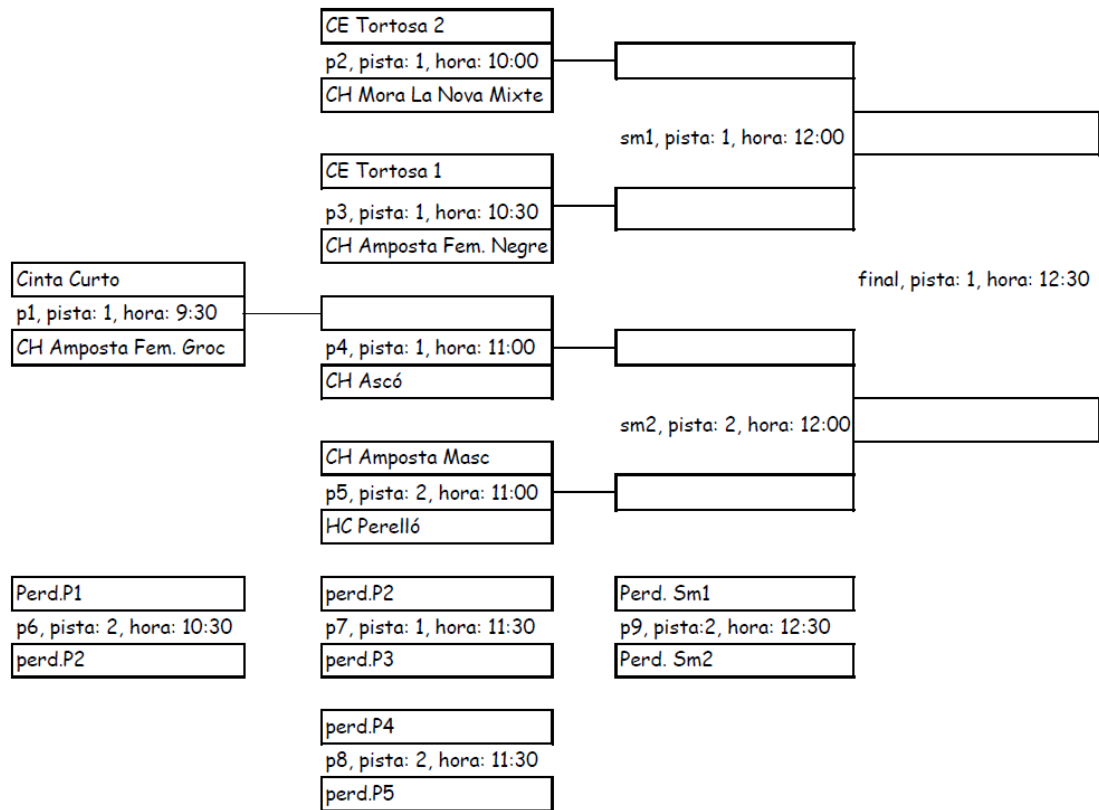 CE Tortosa 2
p2, pista: 1, hora: 10:00
CH Mora La Nova Mixte
sm1, pista: 1, hora: 12:00
CE Tortosa 1
p3, pista: 1, hora: 10:30
CH Amposta Fem. Negre
Cinta Curto
p1, pista: 1, hora: 9:30
CH Amposta Fem. Groc
final, pista: 1, hora: 12:30
p4, pista: 1, hora: 11:00
CH Ascó
sm2, pista: 2, hora: 12:00
CH Amposta Masc
p5, pista: 2, hora: 11:00
HC Perelló
Perd.P1
p6, pista: 2, hora: 10:30
perd.P2
perd.P2
p7, pista: 1, hora: 11:30
perd.P3
Perd. Sm1
p9, pista:2, hora: 12:30
Perd. Sm2
perd.P4
p8, pista: 2, hora: 11:30
perd.P5